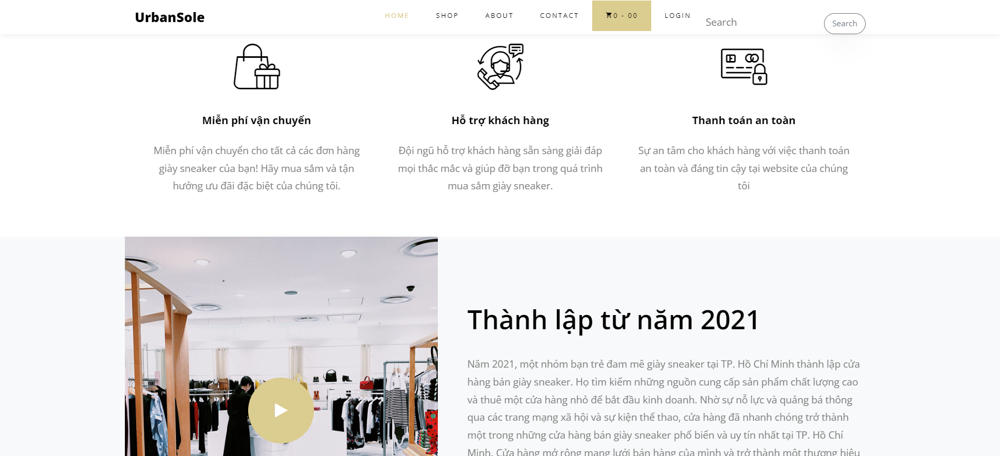 UrbanSole
HOME SHOP ABOUT CONTACT 0 - 00 LOGIN Search Search
Miễn phí vận chuyển
Miễn phí vận chuyển cho tất cả các đơn hàng
giày sneaker của bạn! Hãy mua sắm và tận
hưởng ưu đãi đặc biệt của chúng tôi.
Hỗ trợ khách hàng
Đội ngũ hỗ trợ khách hàng sẵn sàng giải đáp
mọi thắc mắc và giúp đỡ bạn trong quá trình
mua sắm giày sneaker.
Thanh toán an toàn
Sự an tâm cho khách hàng với việc thanh toán
an toàn và đáng tin cậy tại website của chúng
tôi
Thành lập từ năm 2021
Năm 2021, một nhóm bạn trẻ đam mê giày sneaker tại TP. Hồ Chí Minh thành lập cửa
hàng bán giày sneaker. Họ tìm kiếm những nguồn cung cấp sản phẩm chất lượng cao
và thuê một cửa hàng nhỏ để bắt đầu kinh doanh. Nhờ sự nỗ lực và quảng bá thông
qua các trang mạng xã hội và sự kiện thể thao, cửa hàng đã nhanh chóng trở thành
một trong những cửa hàng bán giày sneaker phổ biến và uy tín nhất tại TP. Hồ Chí
Minh. Cửa hàng mở rộng mạng lưới bán hàng của mình và trở thành một thương hiệu